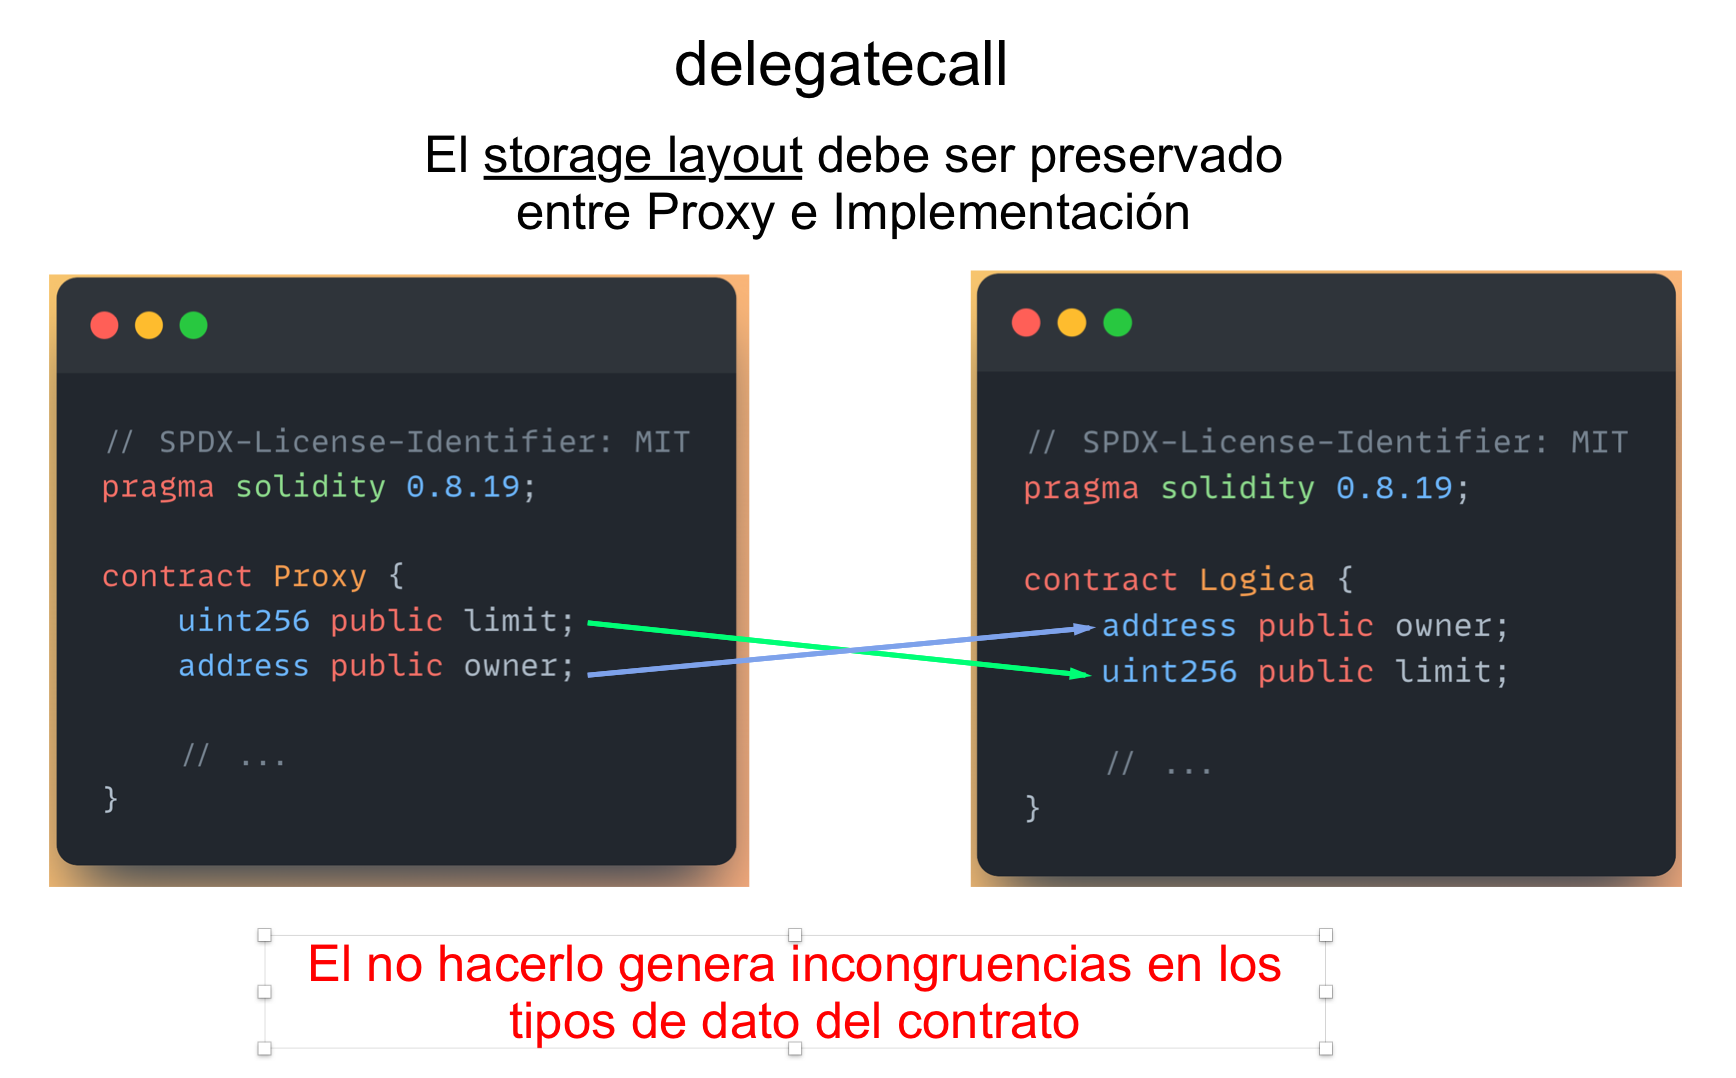 delegatecall
El storage layout debe ser preservado
entre Proxy e Implementación
// SPDX-License-Identifier: MIT
pragma solidity 0.8.19;
contract Proxy {
uint256 public limit;
address public owner;
// ...
}
// SPDX-License-Identifier: MIT
pragma solidity 0.8.19;
contract Logica {
address public owner;
uint256 public limit;
// ...
}
El no hacerlo genera incongruencias en los
tipos de dato del contrato